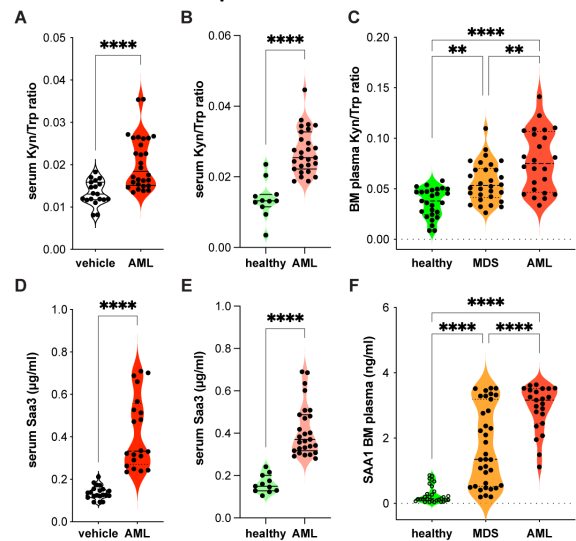 A
serum Kyn/Trp ratio
0.05
0.04
0.03
0.02
0.01
0.00
****
vehicle AML
B
serum Kyn/Trp ratio
0.06
0.04
0.02
0.00
****
healthy AML
C
BM plasma Kyn/Trp ratio
0.20
0.15
0.10
0.05
0.00
****
** **
healthy MDS AML
D
serum Saa3 (μg/ml)
1.0
0.8
0.6
0.4
0.2
0.0
****
vehicle AML
E
serum Saa3 (μg/ml)
1.0
0.8
0.6
0.4
0.2
0.0
****
healthy AML
F
SAA1 BM plasma (ng/ml)
6
4
2
0
****
**** ****
healthy MDS AML